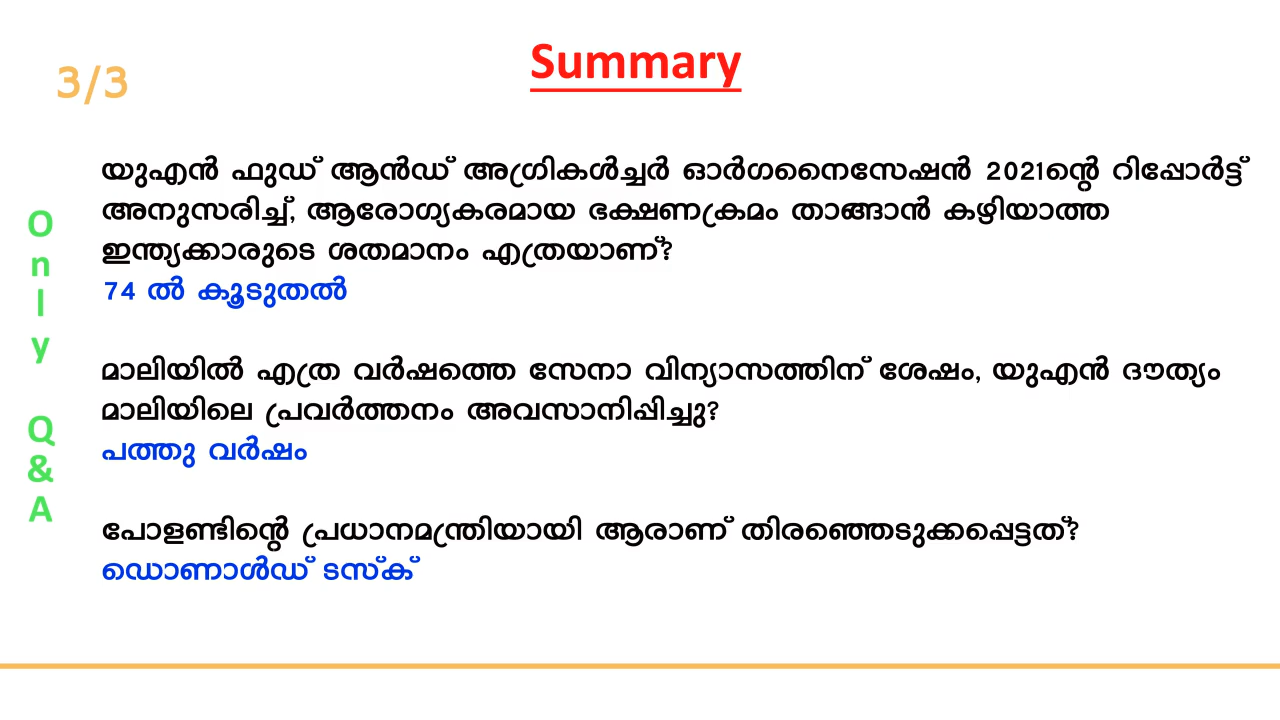 Summary
3/3
യുഎൻ ഫുഡ് ആൻഡ് അഗ്രികൾച്ചർ ഓർഗനൈസേഷൻ 2021ന്റെ റിപ്പോർട്ട്
അനുസരിച്ച്, ആരോഗ്യകരമായ ഭക്ഷണക്രമം താങ്ങാൻ കഴിയാത്ത
ഇന്ത്യക്കാരുടെ ശതമാനം എത്രയാണ്?
74 ൽ കൂടുതൽ
മാലിയിൽ എത്ര വർഷത്തെ സേനാ വിന്യാസത്തിന് ശേഷം, യുഎൻ ദൗത്യം
മാലിയിലെ പ്രവർത്തനം അവസാനിപ്പിച്ചു?
പത്തു വർഷം
പോളണ്ടിന്റെ പ്രധാനമന്ത്രിയായി ആരാണ് തിരഞ്ഞെടുക്കപ്പെട്ടത്?
ഡൊണാൾഡ് ടസ്ക്
Only
Q&A